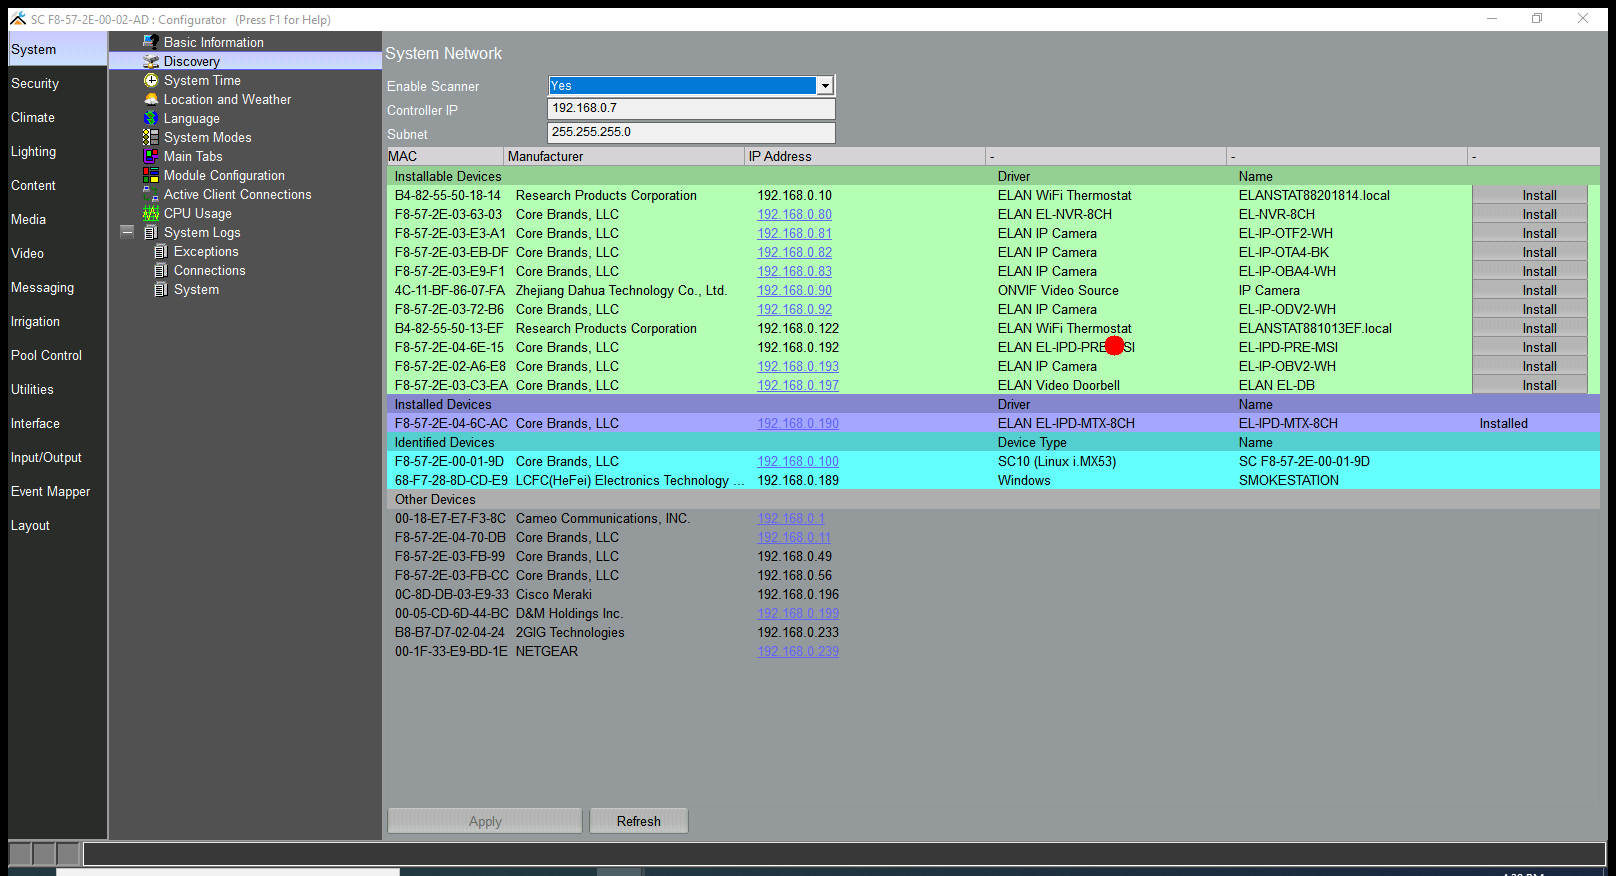 SC F8-57-2E-00-02-AD : Configurator (Press F1 for Help)
System
Security
Climate
Lighting
Content
Media
Video
Messaging
Irrigation
Pool Control
Utilities
Interface
Input/Output
Event Mapper
Layout
Basic Information
Discovery
System Time
Location and Weather
Language
System Modes
Main Tabs
Module Configuration
Active Client Connections
CPU Usage
System Logs
Exceptions
Connections
System
System Network
Enable Scanner Yes
Controller IP 192.168.0.7
Subnet 255.255.255.0
MAC Manufacturer IP Address - - -
Installable Devices Driver Name
B4-82-55-50-18-14 Research Products Corporation 192.168.0.10 ELAN WiFi Thermostat ELANSTAT88201814.local Install
F8-57-2E-03-63-03 Core Brands, LLC 192.168.0.80 ELAN EL-NVR-8CH EL-NVR-8CH Install
F8-57-2E-03-E3-A1 Core Brands, LLC 192.168.0.81 ELAN IP Camera EL-IP-OTF2-WH Install
F8-57-2E-03-EB-DF Core Brands, LLC 192.168.0.82 ELAN IP Camera EL-IP-OTA4-BK Install
F8-57-2E-03-E9-F1 Core Brands, LLC 192.168.0.83 ELAN IP Camera EL-IP-OBA4-WH Install
4C-11-BF-86-07-FA Zhejiang Dahua Technology Co., Ltd. 192.168.0.90 ONVIF Video Source IP Camera Install
F8-57-2E-03-72-B6 Core Brands, LLC 192.168.0.92 ELAN IP Camera EL-IP-ODV2-WH Install
B4-82-55-50-13-EF Research Products Corporation 192.168.0.122 ELAN WiFi Thermostat ELANSTAT881013EF.local Install
F8-57-2E-04-6E-15 Core Brands, LLC 192.168.0.192 ELAN EL-IPD-PRE SI EL-IPD-PRE-MSI Install
F8-57-2E-02-A6-E8 Core Brands, LLC 192.168.0.193 ELAN IP Camera EL-IP-OBV2-WH Install
F8-57-2E-03-C3-EA Core Brands, LLC 192.168.0.197 ELAN Video Doorbell ELAN EL-DB Install
Installed Devices Driver Name
F8-57-2E-04-6C-AC Core Brands, LLC 192.168.0.190 ELAN EL-IPD-MTX-8CH EL-IPD-MTX-8CH Installed
Identified Devices Device Type Name
F8-57-2E-00-01-9D Core Brands, LLC 192.168.0.100 SC10 (Linux i.MX53) SC F8-57-2E-00-01-9D
68-F7-28-8D-CD-E9 LCFC(HeFei) Electronics Technology ... 192.168.0.189 Windows SMOKESTATION
Other Devices
00-18-E7-E7-F3-8C Cameo Communications, INC. 192.168.0.1
F8-57-2E-04-70-DB Core Brands, LLC 192.168.0.11
F8-57-2E-03-FB-99 Core Brands, LLC 192.168.0.49
F8-57-2E-03-FB-CC Core Brands, LLC 192.168.0.56
0C-8D-DB-03-E9-33 Cisco Meraki 192.168.0.196
00-05-CD-6D-44-BC D&M Holdings Inc. 192.168.0.199
B8-B7-D7-02-04-24 2GIG Technologies 192.168.0.233
00-1F-33-E9-BD-1E NETGEAR 192.168.0.239
Apply Refresh